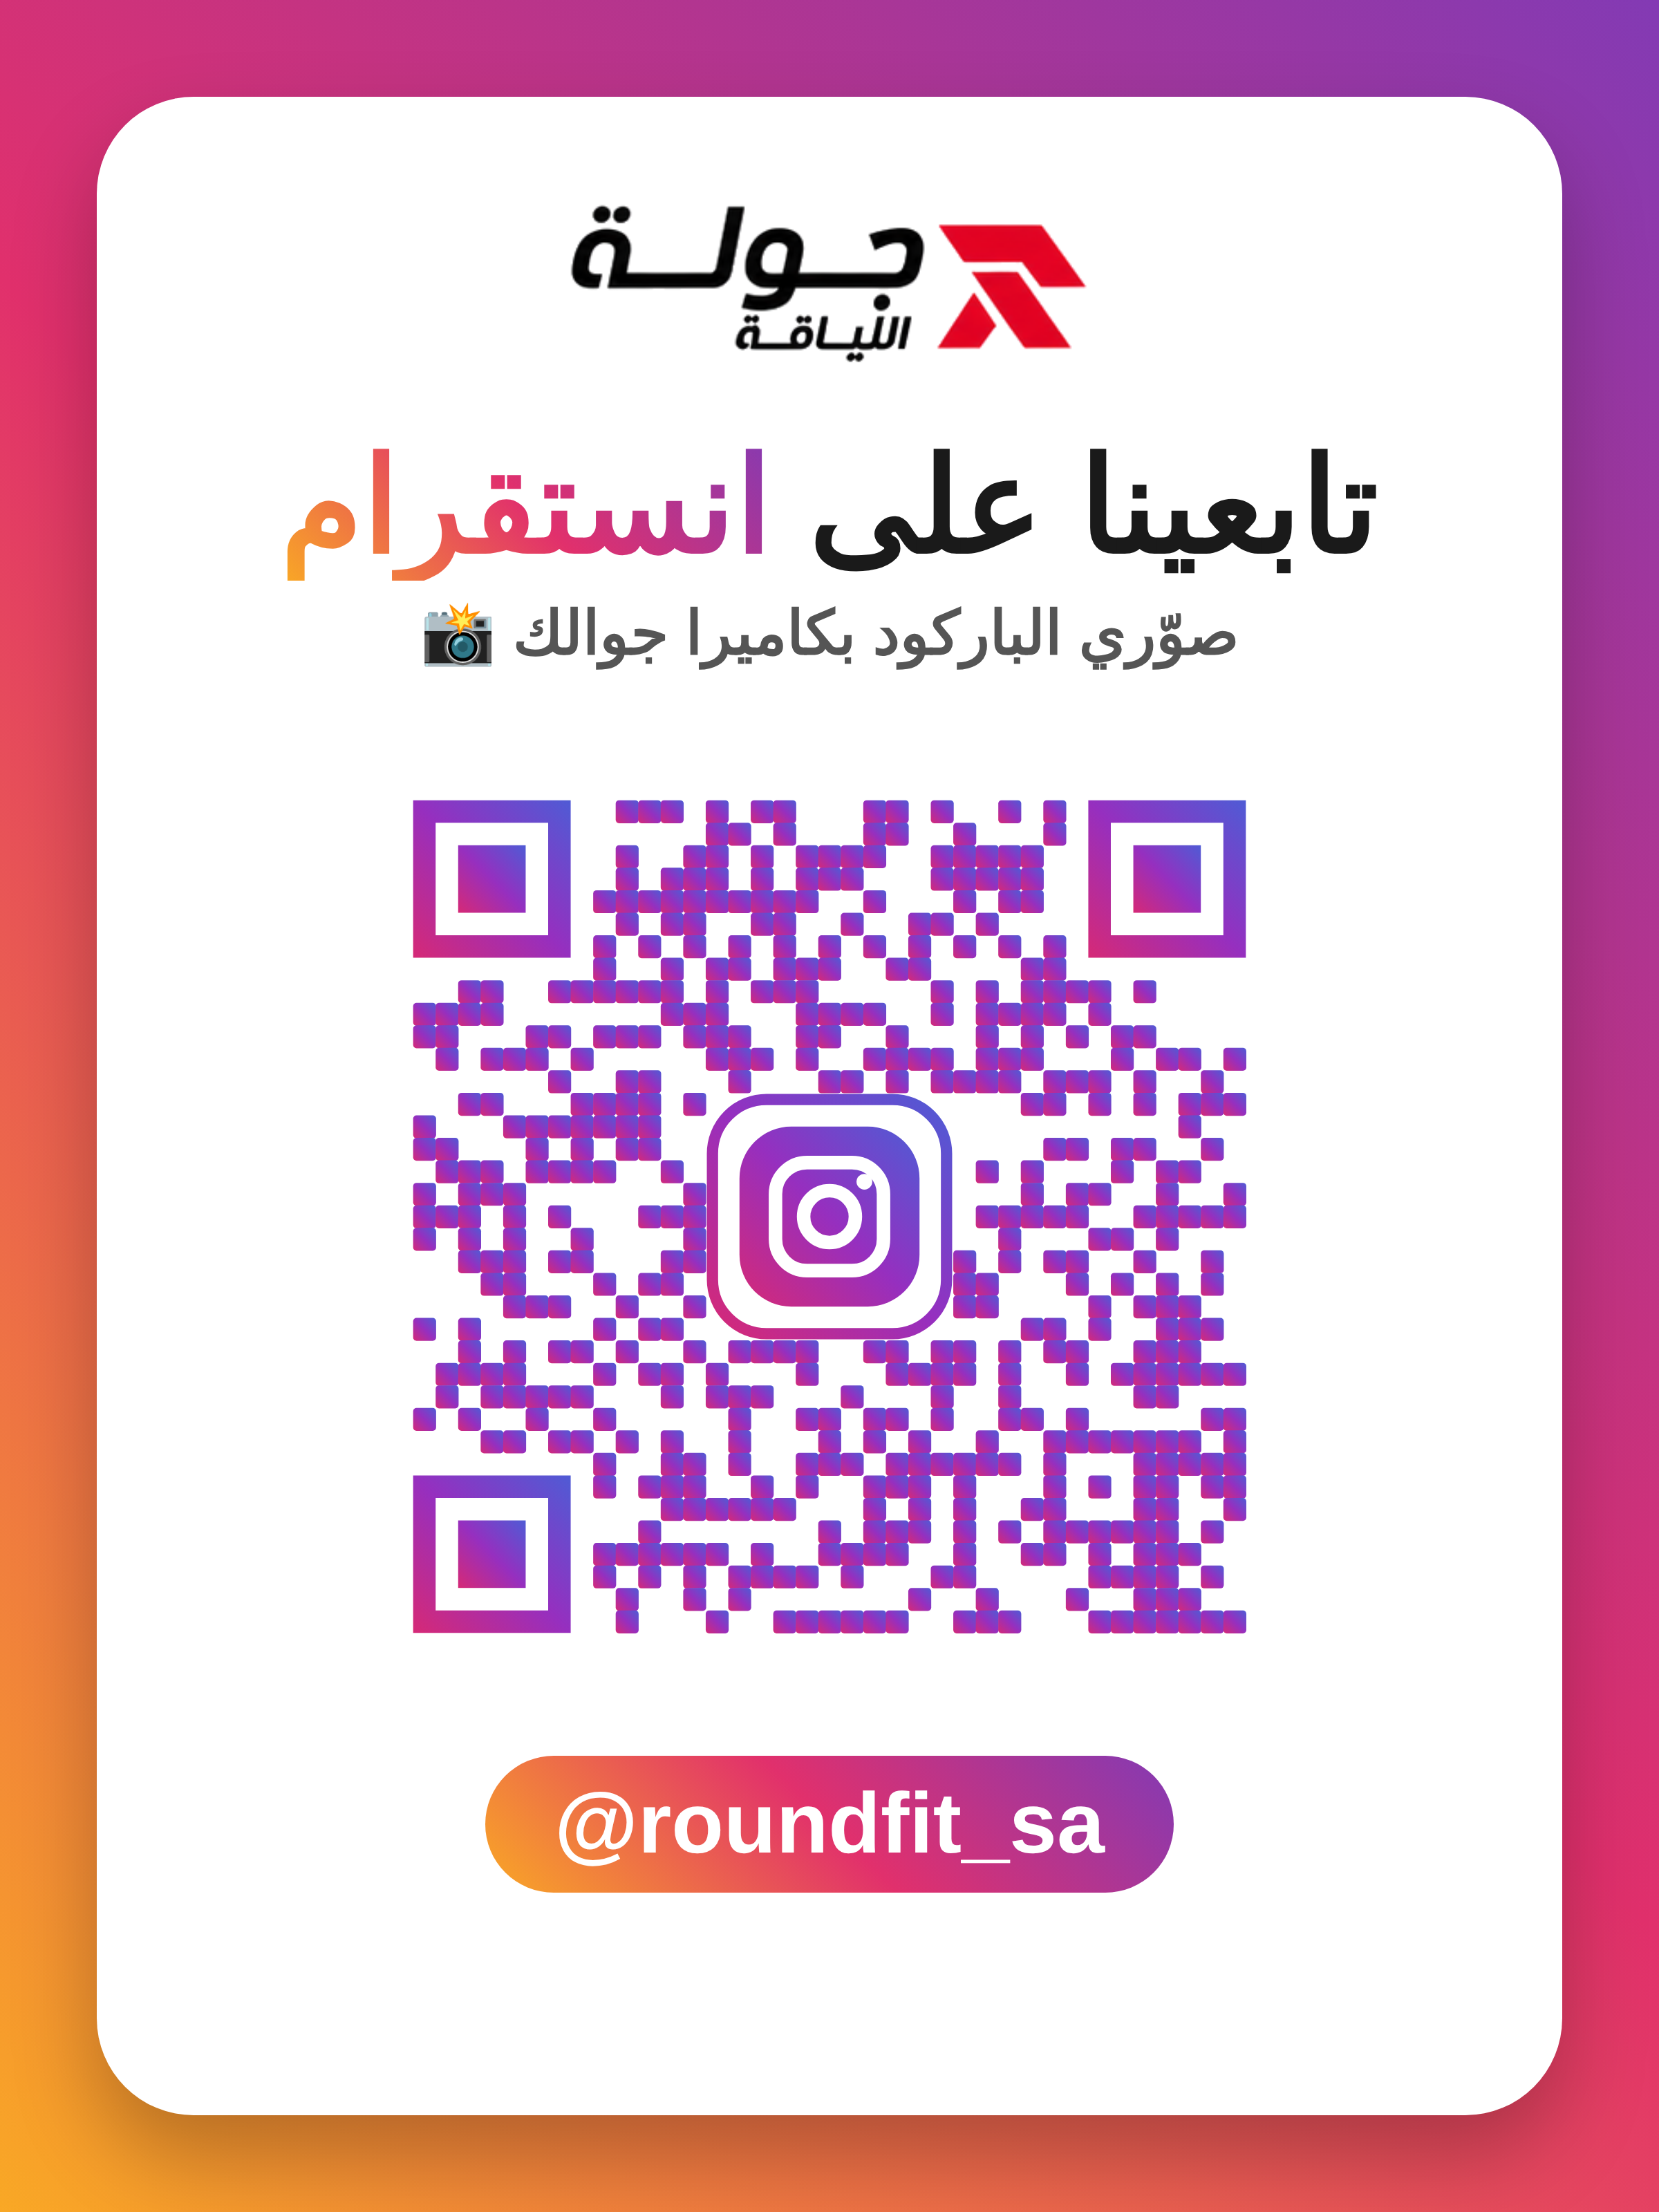 جولة
اللياقة
تابعينا على انستقرام
صوّري الباركود بكاميرا جوالك 📸
@roundfit_sa